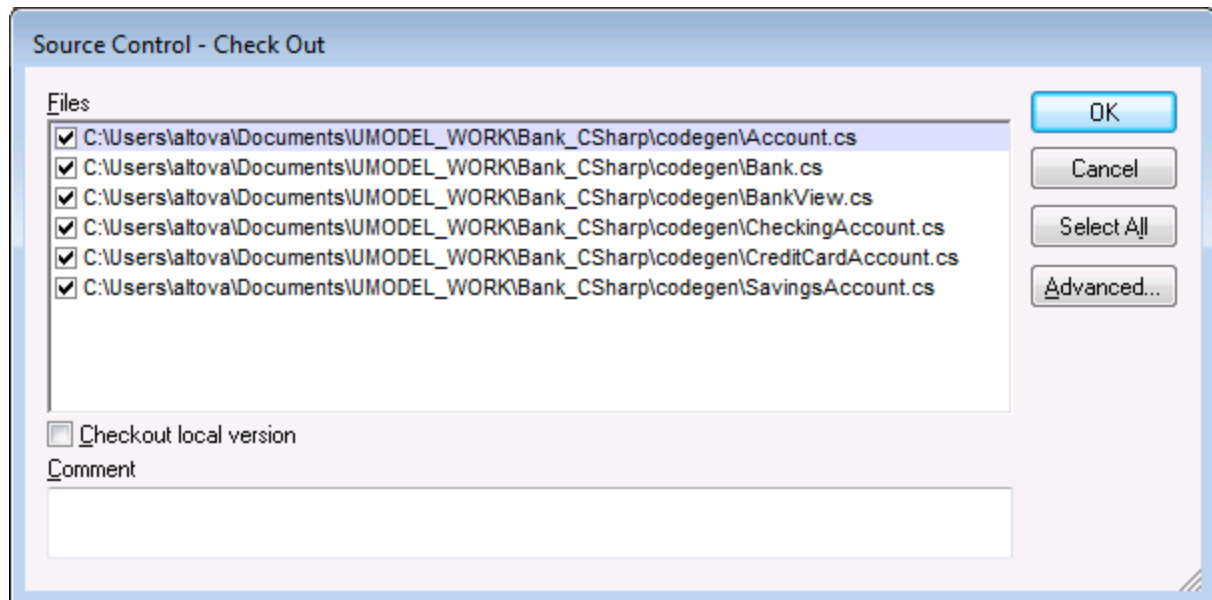 Source Control - Check Out
Files
C:\Users\altova\Documents\UMODEL_WORK\Bank_CSharp\codegen\Account.cs
C:\Users\altova\Documents\UMODEL_WORK\Bank_CSharp\codegen\Bank.cs
C:\Users\altova\Documents\UMODEL_WORK\Bank_CSharp\codegen\BankView.cs
C:\Users\altova\Documents\UMODEL_WORK\Bank_CSharp\codegen\CheckingAccount.cs
C:\Users\altova\Documents\UMODEL_WORK\Bank_CSharp\codegen\CreditCardAccount.cs
C:\Users\altova\Documents\UMODEL_WORK\Bank_CSharp\codegen\SavingsAccount.cs
OK
Cancel
Select All
Advanced...
Checkout local version
Comment